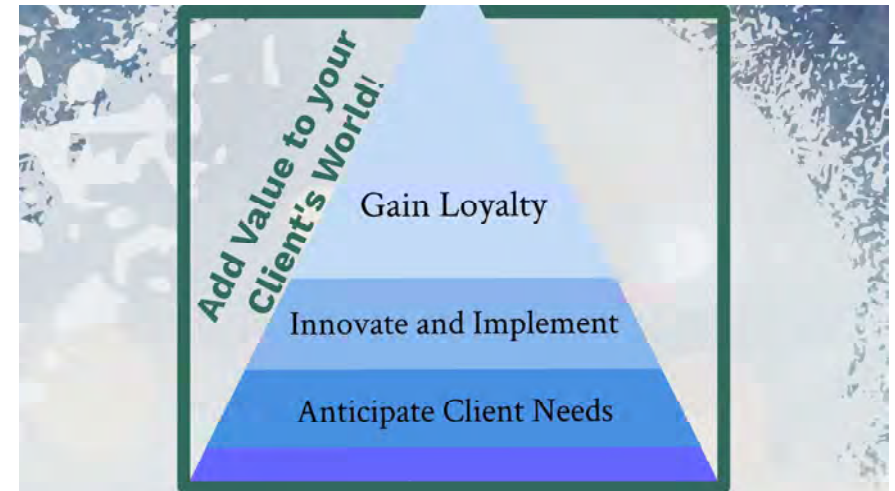 Add Value to your
Client's World!
Gain Loyalty
Innovate and Implement
Anticipate Client Needs